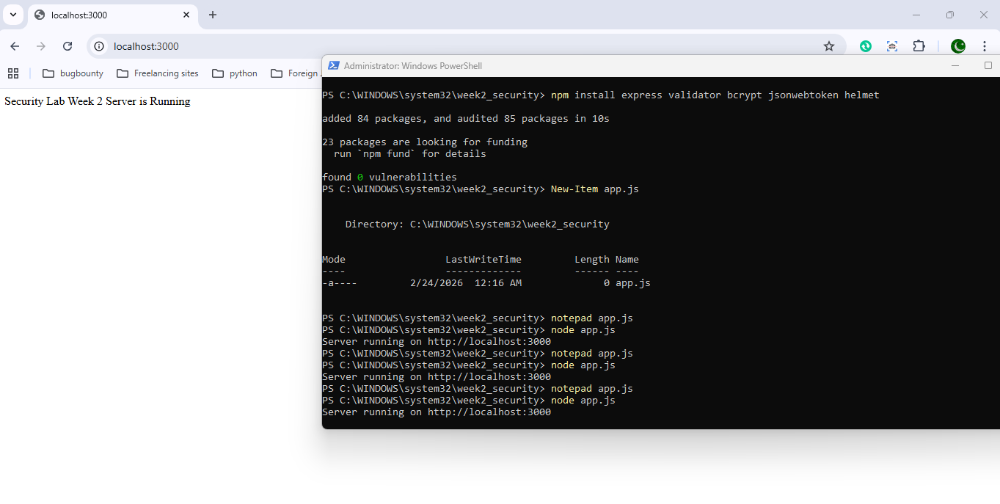 localhost:3000
localhost:3000
bugbounty
Freelancing sites
python
Foreign
Security Lab Week 2 Server is Running
Administrator: Windows PowerShell
PS C:\WINDOWS\system32\week2_security> npm install express validator bcrypt jsonwebtoken helmet
added 84 packages, and audited 85 packages in 10s
23 packages are looking for funding
  run `npm fund` for details
found 0 vulnerabilities
PS C:\WINDOWS\system32\week2_security> New-Item app.js
    Directory: C:\WINDOWS\system32\week2_security
Mode                 LastWriteTime         Length Name
----                 -------------         ------ ----
-a----         2/24/2026  12:16 AM              0 app.js
PS C:\WINDOWS\system32\week2_security> notepad app.js
PS C:\WINDOWS\system32\week2_security> node app.js
Server running on http://localhost:3000
PS C:\WINDOWS\system32\week2_security> notepad app.js
PS C:\WINDOWS\system32\week2_security> node app.js
Server running on http://localhost:3000
PS C:\WINDOWS\system32\week2_security> notepad app.js
PS C:\WINDOWS\system32\week2_security> node app.js
Server running on http://localhost:3000